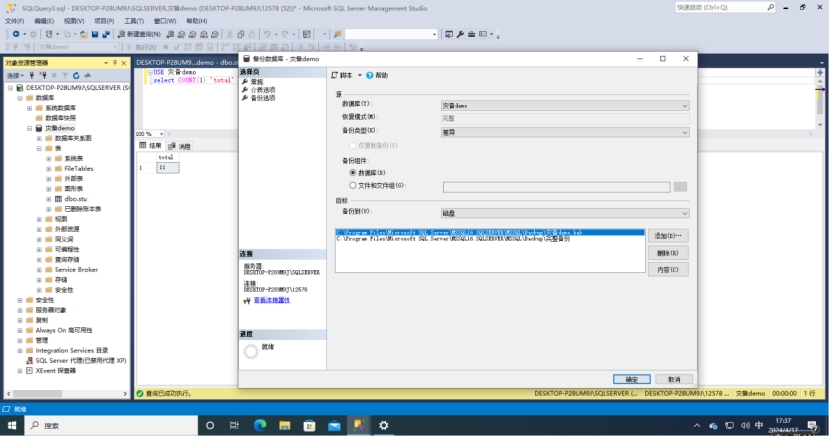 SQLQuery3.sql - DESKTOP-P28UM9J\SQLSERVER.灾备demo (DESKTOP-P28UM9J\12578 (52))* - Microsoft SQL Server Management Studio
快速启动 (Ctrl+Q)
文件(F) 编辑(E) 视图(V) 项目(P) 工具(T) 窗口(W) 帮助(H)
新建查询(N)
灾备demo 执行(X)
对象资源管理器
连接
DESKTOP-P28UM9J\SQLSERVER (S
数据库
系统数据库
数据库快照
灾备demo
数据库关系图
表
系统表
FileTables
外部表
图形表
dbo.stu
已删除账本表
视图
外部资源
同义词
可编程性
查询存储
Service Broker
存储
安全性
安全性
服务器对象
复制
Always On 高可用性
管理
Integration Services 目录
SQL Server 代理(已禁用代理 XP)
XEvent 探查器
DESKTOP-P28UM9J...demo - dbo.st
USE 灾备demo
select COUNT(1) 'total'
100 %
结果 消息
total
1 11
备份数据库 - 灾备demo
选择页
常规
介质选项
备份选项
脚本 帮助
源
数据库(T): 灾备demo
恢复模式(M): 完整
备份类型(K): 差异
仅复制备份(Y)
备份组件:
数据库(B)
文件和文件组(G):
目标
备份到(U): 磁盘
C:\Program Files\Microsoft SQL Server\MSSQL16.SQLSERVER\MSSQL\Backup\灾备demo.bak
C:\Program Files\Microsoft SQL Server\MSSQL16.SQLSERVER\MSSQL\Backup\完整备份
添加(D)...
删除(R)
内容(C)
连接
服务器:
DESKTOP-P28UM9J\SQLSERVER
连接:
DESKTOP-P28UM9J\12578
查看连接属性
进度
就绪
确定 取消
查询已成功执行。 DESKTOP-P28UM9J\SQLSERVER (... DESKTOP-P28UM9J\12578 ... 灾备demo 00:00:00 1 行
就绪
搜索
中
17:37
2024/4/17